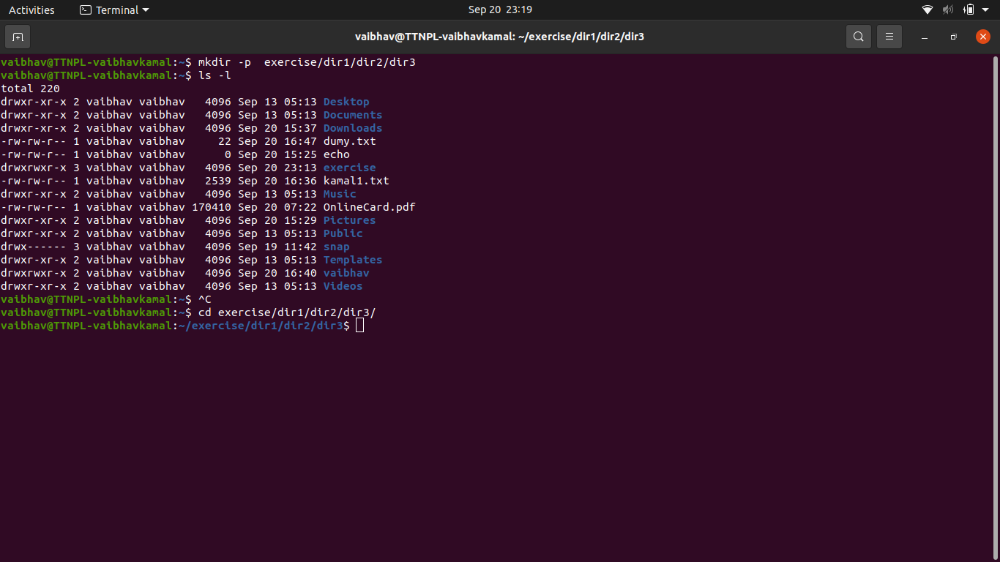 Activities Terminal Sep 20 23:19
vaibhav@TTNPL-vaibhavkamal: ~/exercise/dir1/dir2/dir3
vaibhav@TTNPL-vaibhavkamal:~$ mkdir -p  exercise/dir1/dir2/dir3
vaibhav@TTNPL-vaibhavkamal:~$ ls -l
total 220
drwxr-xr-x 2 vaibhav vaibhav   4096 Sep 13 05:13 Desktop
drwxr-xr-x 2 vaibhav vaibhav   4096 Sep 13 05:13 Documents
drwxr-xr-x 2 vaibhav vaibhav   4096 Sep 20 15:37 Downloads
-rw-rw-r-- 1 vaibhav vaibhav     22 Sep 20 16:47 dumy.txt
-rw-rw-r-- 1 vaibhav vaibhav      0 Sep 20 15:25 echo
drwxrwxr-x 3 vaibhav vaibhav   4096 Sep 20 23:13 exercise
-rw-rw-r-- 1 vaibhav vaibhav   2539 Sep 20 16:36 kamal1.txt
drwxr-xr-x 2 vaibhav vaibhav   4096 Sep 13 05:13 Music
-rw-rw-r-- 1 vaibhav vaibhav 170410 Sep 20 07:22 OnlineCard.pdf
drwxr-xr-x 2 vaibhav vaibhav   4096 Sep 20 15:29 Pictures
drwxr-xr-x 2 vaibhav vaibhav   4096 Sep 13 05:13 Public
drwx------ 3 vaibhav vaibhav   4096 Sep 19 11:42 snap
drwxr-xr-x 2 vaibhav vaibhav   4096 Sep 13 05:13 Templates
drwxrwxr-x 2 vaibhav vaibhav   4096 Sep 20 16:40 vaibhav
drwxr-xr-x 2 vaibhav vaibhav   4096 Sep 13 05:13 Videos
vaibhav@TTNPL-vaibhavkamal:~$ ^C
vaibhav@TTNPL-vaibhavkamal:~$ cd exercise/dir1/dir2/dir3/
vaibhav@TTNPL-vaibhavkamal:~/exercise/dir1/dir2/dir3$